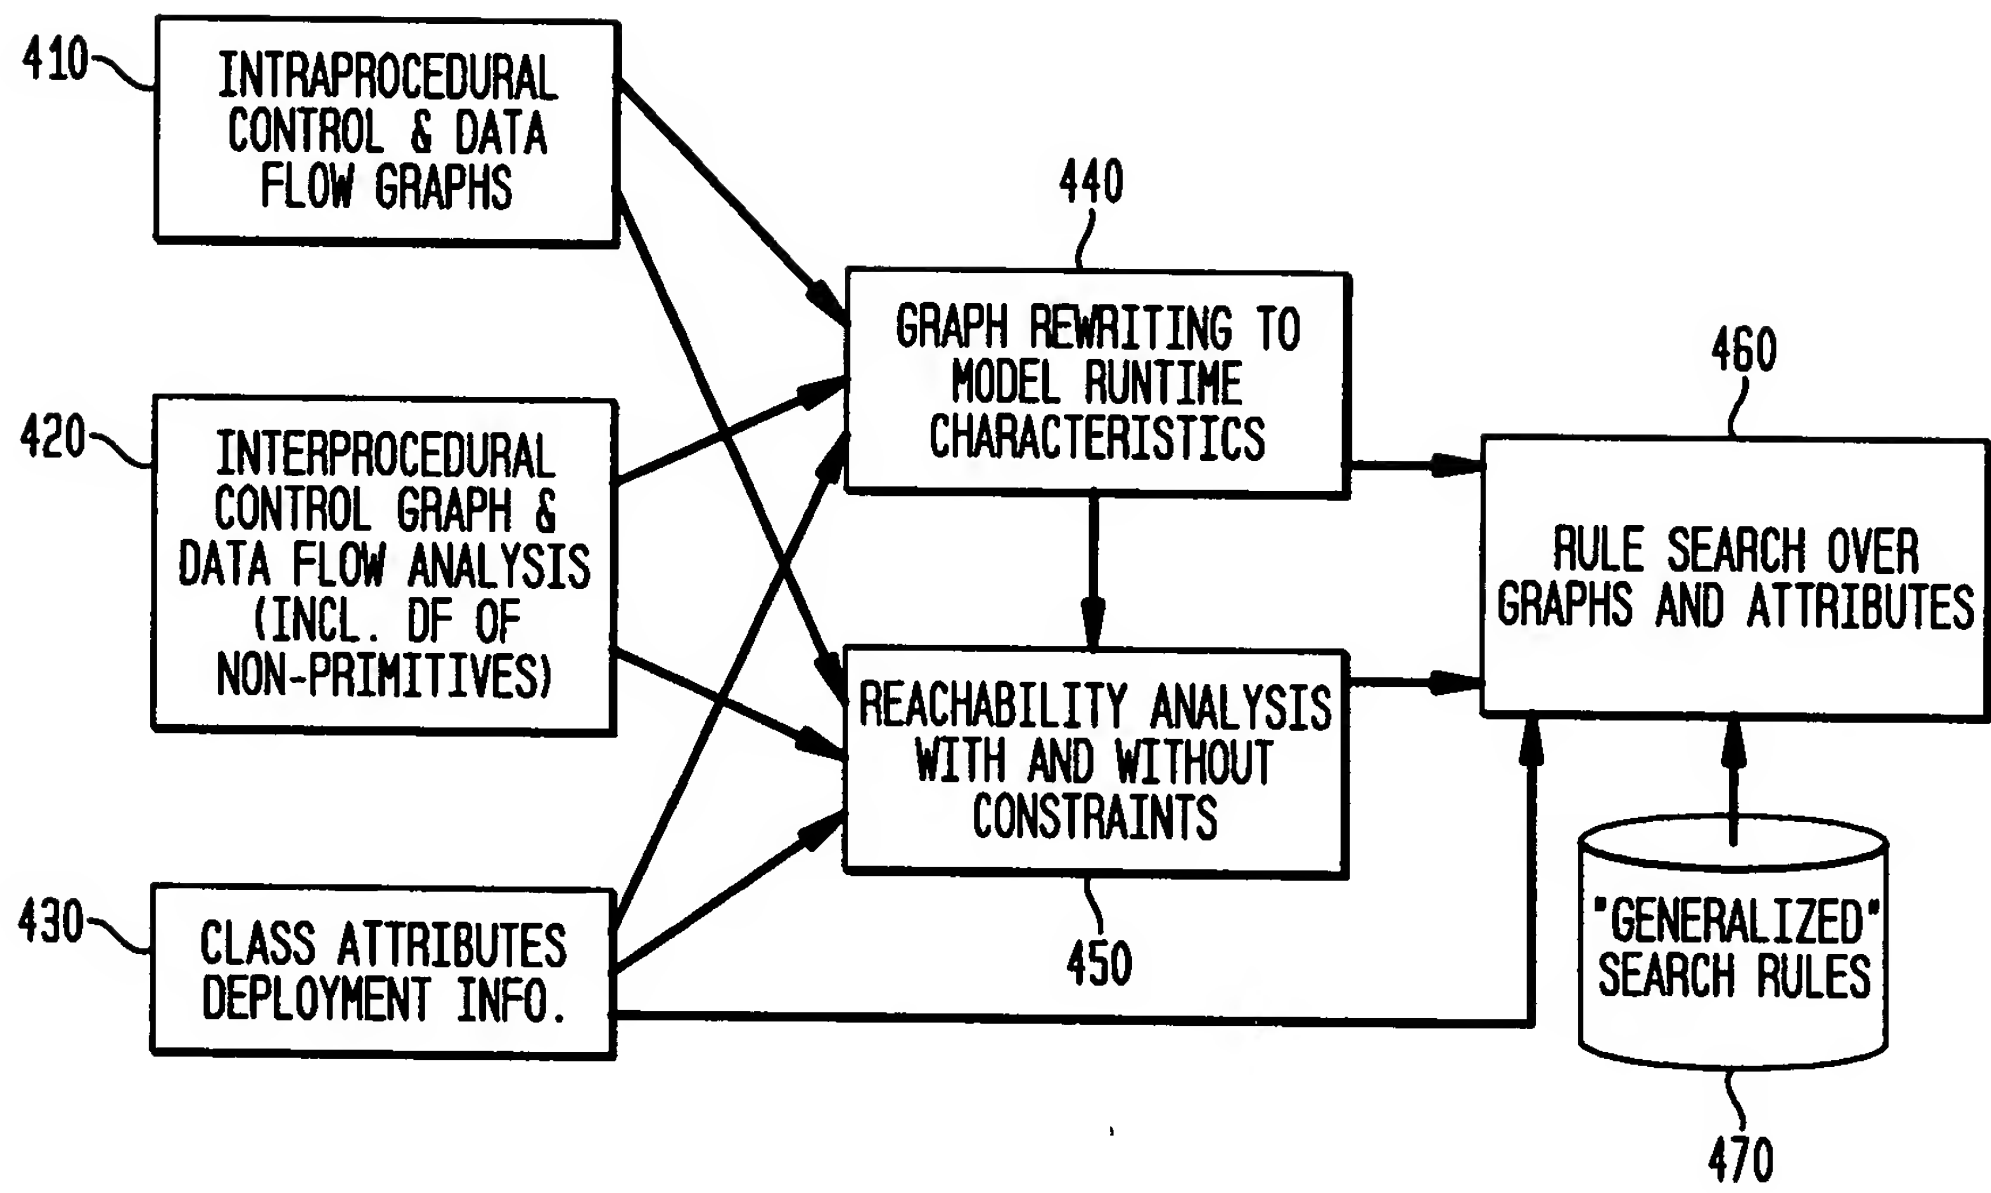 410
INTRAPROCEDURAL
CONTROL & DATA
FLOW GRAPHS
420
INTERPROCEDURAL
CONTROL GRAPH &
DATA FLOW ANALYSIS
(INCL. DF OF
NON-PRIMITIVES)
430
CLASS ATTRIBUTES
DEPLOYMENT INFO.
440
GRAPH REWRITING TO
MODEL RUNTIME
CHARACTERISTICS
REACHABILITY ANALYSIS
WITH AND WITHOUT
CONSTRAINTS
450
460
RULE SEARCH OVER
GRAPHS AND ATTRIBUTES
"GENERALIZED"
SEARCH RULES
470